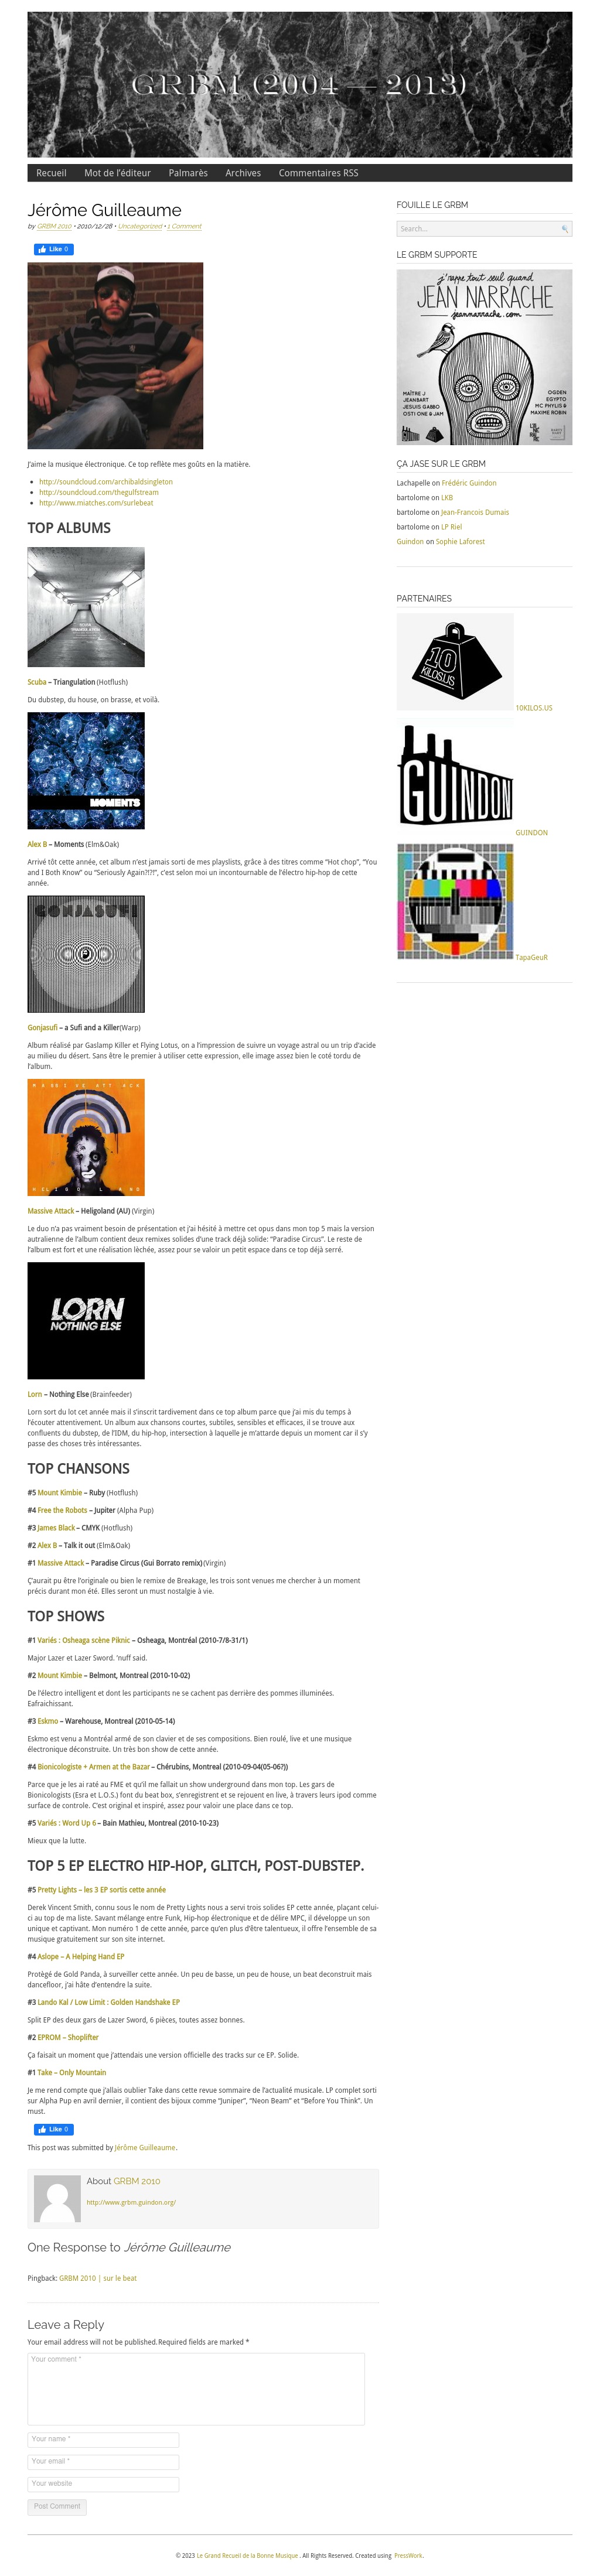 GRBM (2004 — 2013)
Recueil
Mot de l'éditeur
Palmarès
Archives
Commentaires RSS
Jérôme Guilleaume
by GRBM 2010 • 2010/12/28 • Uncategorized • 1 Comment
Like 0
J'aime la musique électronique. Ce top reflète mes goûts en la matière.
http://soundcloud.com/archibaldsingleton
http://soundcloud.com/thegulfstream
http://www.miatches.com/surlebeat
TOP ALBUMS
Scuba – Triangulation (Hotflush)
Du dubstep, du house, on brasse, et voilà.
MOMENTS
Alex B – Moments (Elm&Oak)
Arrivé tôt cette année, cet album n'est jamais sorti de mes playslists, grâce à des titres comme "Hot chop", "You
and I Both Know" ou "Seriously Again?!?!", c'est selon moi un incontournable de l'électro hip-hop de cette
année.
GONJASUFI
Gonjasufi – a Sufi and a Killer(Warp)
Album réalisé par Gaslamp Killer et Flying Lotus, on a l'impression de suivre un voyage astral ou un trip d'acide
au milieu du désert. Sans être le premier à utiliser cette expression, elle image assez bien le coté tordu de
l'album.
MASSIVE ATTACK
HELIGOLAND
Massive Attack – Heligoland (AU) (Virgin)
Le duo n'a pas vraiment besoin de présentation et j'ai hésité à mettre cet opus dans mon top 5 mais la version
autralienne de l'album contient deux remixes solides d'une track déjà solide: "Paradise Circus". Le reste de
l'album est fort et une réalisation lèchée, assez pour se valoir un petit espace dans ce top déjà serré.
LORN
NOTHING ELSE
Lorn – Nothing Else (Brainfeeder)
Lorn sort du lot cet année mais il s'inscrit tardivement dans ce top album parce que j'ai mis du temps à
l'écouter attentivement. Un album aux chansons courtes, subtiles, sensibles et efficaces, il se trouve aux
confluents du dubstep, de l'IDM, du hip-hop, intersection à laquelle je m'attarde depuis un moment car il s'y
passe des choses très intéressantes.
TOP CHANSONS
#5 Mount Kimbie – Ruby (Hotflush)
#4 Free the Robots – Jupiter (Alpha Pup)
#3 James Black – CMYK (Hotflush)
#2 Alex B – Talk it out (Elm&Oak)
#1 Massive Attack – Paradise Circus (Gui Borrato remix)(Virgin)
Ç'aurait pu être l'originale ou bien le remixe de Breakage, les trois sont venues me chercher à un moment
précis durant mon été. Elles seront un must nostalgie à vie.
TOP SHOWS
#1 Variés : Osheaga scène Piknic – Osheaga, Montréal (2010-7/8-31/1)
Major Lazer et Lazer Sword. 'nuff said.
#2 Mount Kimbie – Belmont, Montreal (2010-10-02)
De l'électro intelligent et dont les participants ne se cachent pas derrière des pommes illuminées.
Eafraichissant.
#3 Eskmo – Warehouse, Montreal (2010-05-14)
Eskmo est venu a Montréal armé de son clavier et de ses compositions. Bien roulé, live et une musique
électronique déconstruite. Un très bon show de cette année.
#4 Bionicologiste + Armen at the Bazar – Chérubins, Montreal (2010-09-04(05-06?))
Parce que je les ai raté au FME et qu'il me fallait un show underground dans mon top. Les gars de
Bionicologists (Esra et L.O.S.) font du beat box, s'enregistrent et se rejouent en live, à travers leurs ipod comme
surface de controle. C'est original et inspiré, assez pour valoir une place dans ce top.
#5 Variés : Word Up 6 – Bain Mathieu, Montreal (2010-10-23)
Mieux que la lutte.
TOP 5 EP ELECTRO HIP-HOP, GLITCH, POST-DUBSTEP.
#5 Pretty Lights – les 3 EP sortis cette année
Derek Vincent Smith, connu sous le nom de Pretty Lights nous a servi trois solides EP cette année, plaçant celui-
ci au top de ma liste. Savant mélange entre Funk, Hip-hop électronique et de délire MPC, il développe un son
unique et captivant. Mon numéro 1 de cette année, parce qu'en plus d'être talentueux, il offre l'ensemble de sa
musique gratuitement sur son site internet.
#4 Aslope – A Helping Hand EP
Protègé de Gold Panda, à surveiller cette année. Un peu de basse, un peu de house, un beat deconstruit mais
dancefloor, j'ai hâte d'entendre la suite.
#3 Lando Kal / Low Limit : Golden Handshake EP
Split EP des deux gars de Lazer Sword, 6 pièces, toutes assez bonnes.
#2 EPROM – Shoplifter
Ça faisait un moment que j'attendais une version officielle des tracks sur ce EP. Solide.
#1 Take – Only Mountain
Je me rend compte que j'allais oublier Take dans cette revue sommaire de l'actualité musicale. LP complet sorti
sur Alpha Pup en avril dernier, il contient des bijoux comme "Juniper", "Neon Beam" et "Before You Think". Un
must.
Like 0
This post was submitted by Jérôme Guilleaume.
About GRBM 2010
http://www.grbm.guindon.org/
One Response to Jérôme Guilleaume
Pingback: GRBM 2010 | sur le beat
Leave a Reply
Your email address will not be published.Required fields are marked *
Your comment *
Your name *
Your email *
Your website
Post Comment
FOUILLE LE GRBM
Search...
LE GRBM SUPPORTE
j'rappe tout seul quand
JEAN NARRACHE
jeannarrache.com
MAÎTRE J
JEANBART
JESUIS GABBO
OSTI ONE & JAM
OGDEN
EGYPTO
MC PHYLIS &
MAXIME ROBIN
ÇA JASE SUR LE GRBM
Lachapelle on Frédéric Guindon
bartolome on LKB
bartolome on Jean-Francois Dumais
bartolome on LP Riel
Guindon on Sophie Laforest
PARTENAIRES
10
KILOS.US
10KILOS.US
GUINDON
GUINDON
TapaGeuR
© 2023 Le Grand Recueil de la Bonne Musique . All Rights Reserved. Created using PressWork.